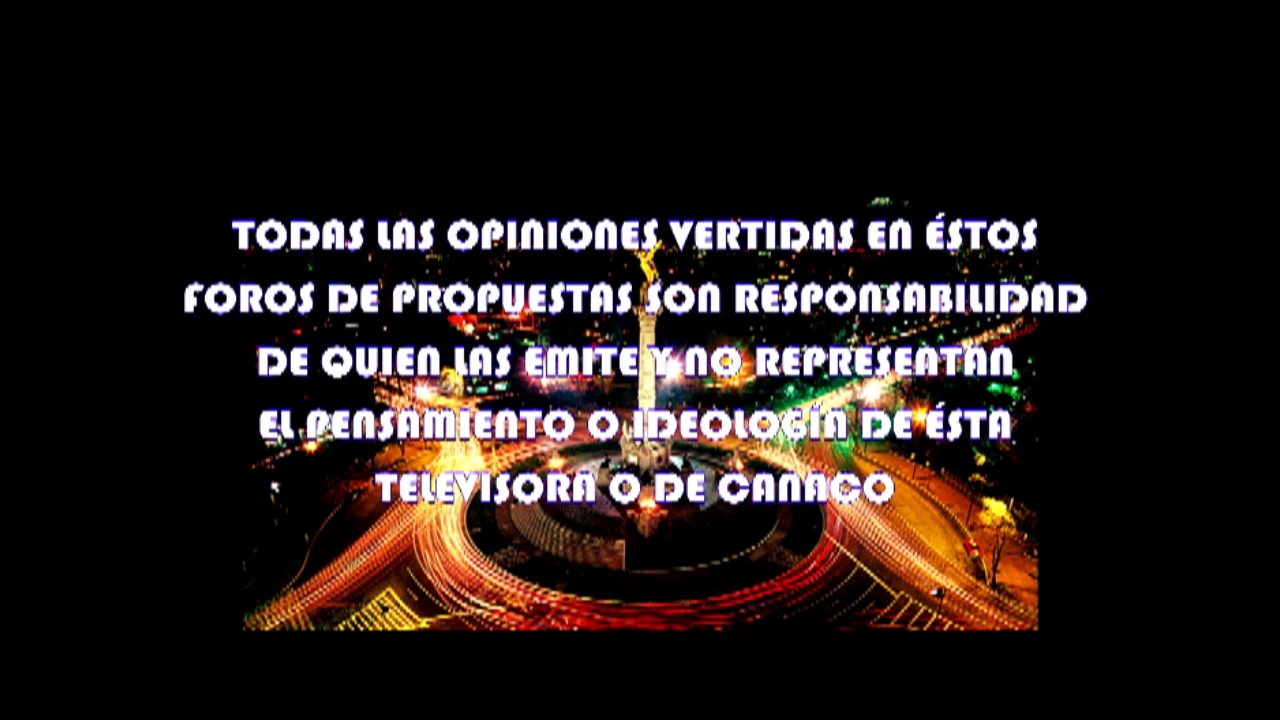 TODAS LAS OPINIONES VERTIDAS EN ÉSTOS
FOROS DE PROPUESTAS SON RESPONSABILIDAD
DE QUIEN LAS EMITE Y NO REPRESENTAN
EL PENSAMIENTO O IDEOLOGÍA DE ÉSTA
TELEVISORA O DE CANACO